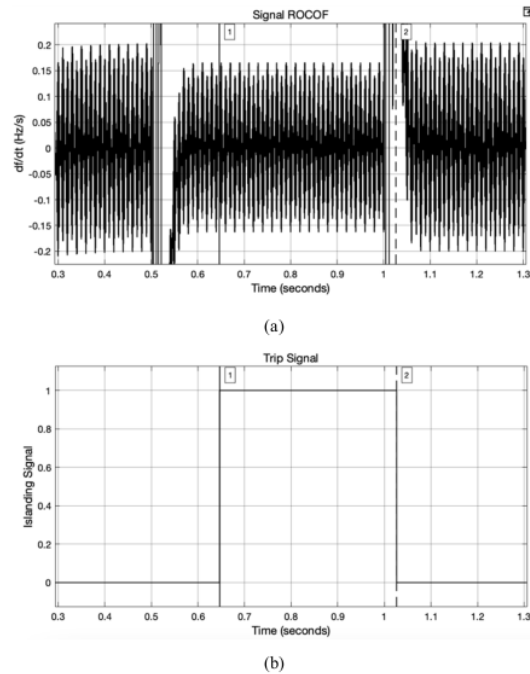 Signal ROCOF
1
2
0.2
0.15
0.1
0.05
0
-0.05
-0.1
-0.15
-0.2
df/dt (Hz/s)
0.3 0.4 0.5 0.6 0.7 0.8 0.9 1 1.1 1.2 1.3
Time (seconds)
(a)
Trip Signal
1
2
1
0.8
0.6
0.4
0.2
0
Islanding Signal
0.3 0.4 0.5 0.6 0.7 0.8 0.9 1 1.1 1.2 1.3
Time (seconds)
(b)